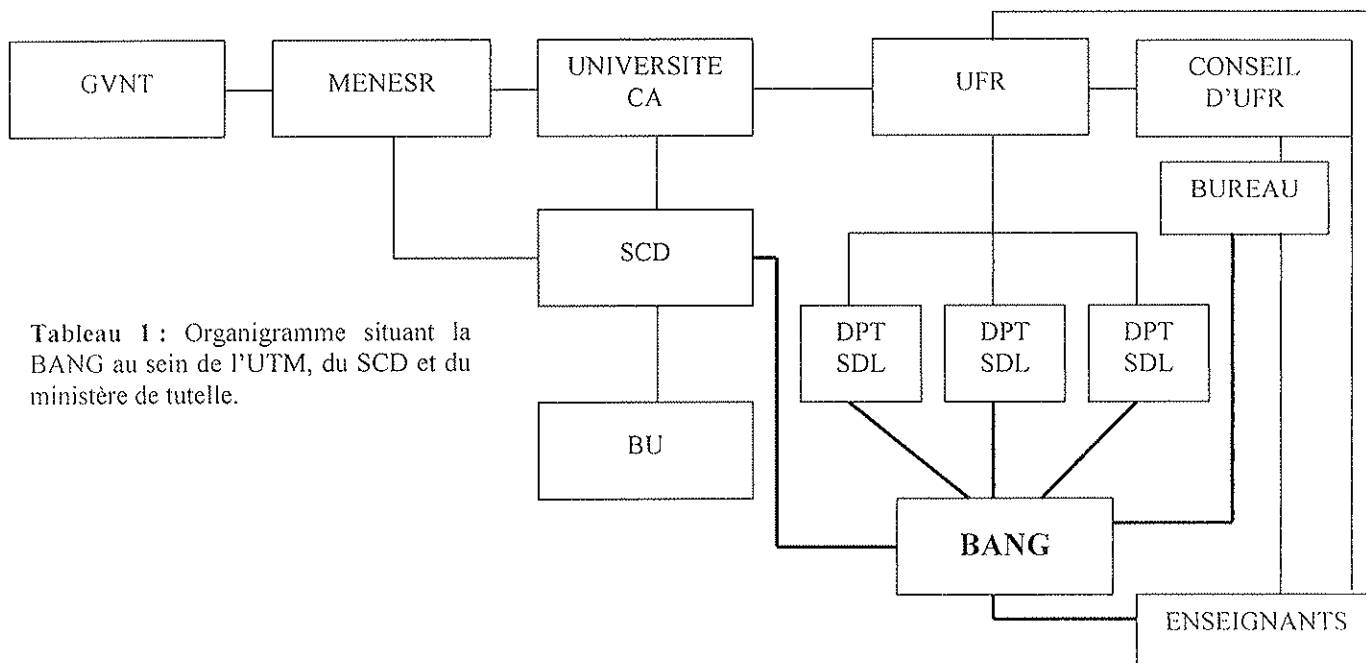 GVNT
MENESR
UNIVERSITE
CA
UFR
CONSEIL
D'UFR
BUREAU
SCD
DPT
SDL
DPT
SDL
DPT
SDL
Tableau 1 : Organigramme situant la
BANG au sein de l'UTM, du SCD et du
ministère de tutelle.
BU
BANG
ENSEIGNANTS